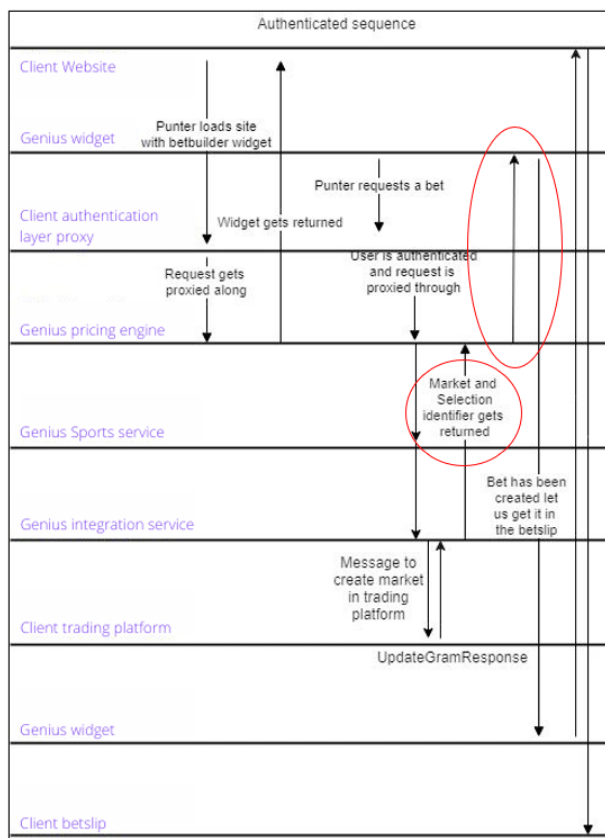 Authenticated sequence
Client Website
Punter loads site
with betbuilder widget
Genius widget
Punter requests a bet
Client authentication
layer proxy
Widget gets returned
Request gets
proxied along
User is authenticated
and request is
proxied through
Genius pricing engine
Market and
Selection
identifier gets
returned
Genius Sports service
Bet has been
created let
us get it in
the betslip
Genius integration service
Message to
create market
in trading
platform
Client trading platform
UpdateGramResponse
Genius widget
Client betslip